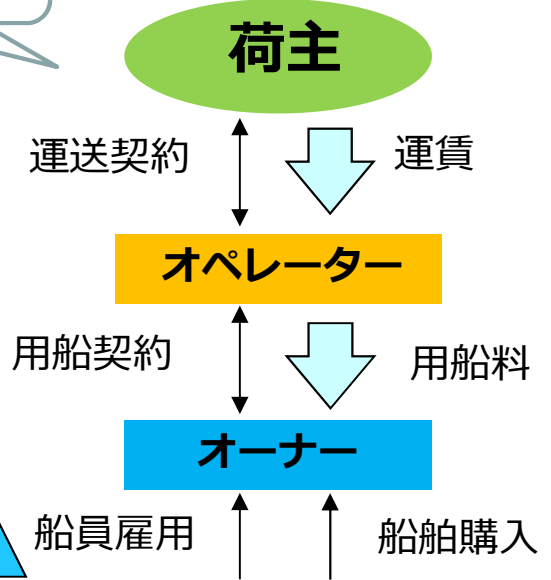 荷主
運送契約
運賃
オペレーター
用船契約
用船料
オーナー
船員雇用
船舶購入